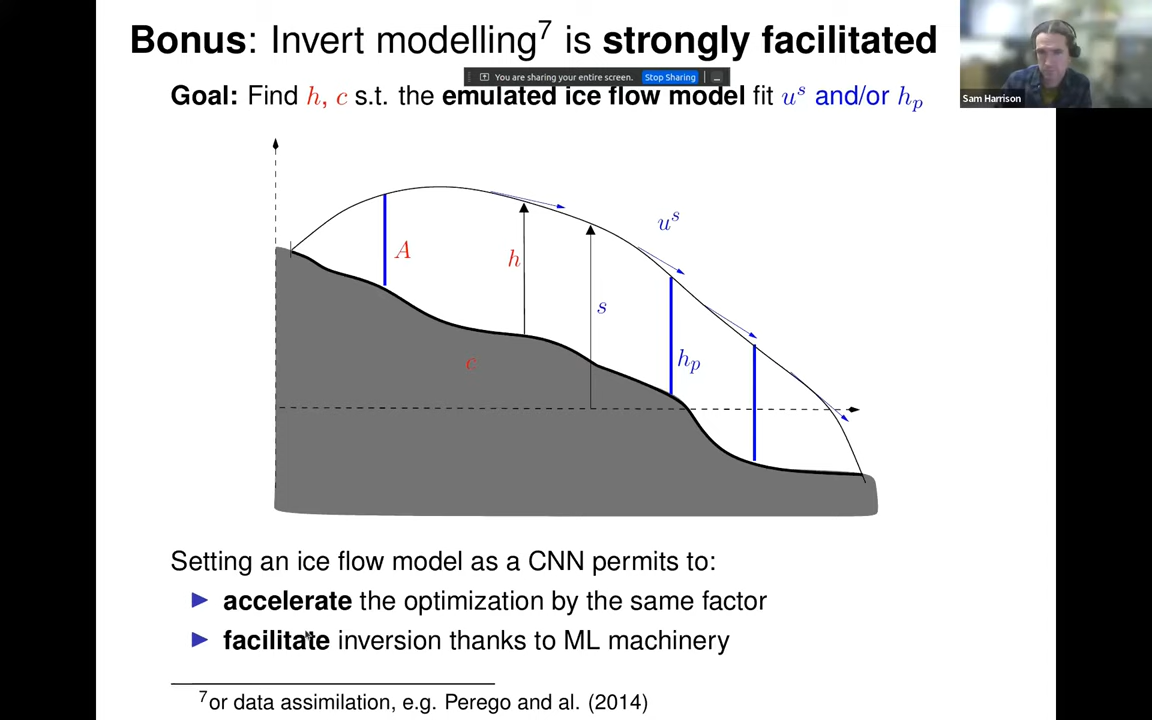 Bonus: Invert modelling⁷ is strongly facilitated
You are sharing your entire screen. Stop Sharing
Goal: Find h, c s.t. the emulated ice flow model fit uˢ and/or hₚ
Sam Harrison
uˢ
A
h
s
hₚ
c
Setting an ice flow model as a CNN permits to:
accelerate the optimization by the same factor
facilitate inversion thanks to ML machinery
⁷or data assimilation, e.g. Perego and al. (2014)